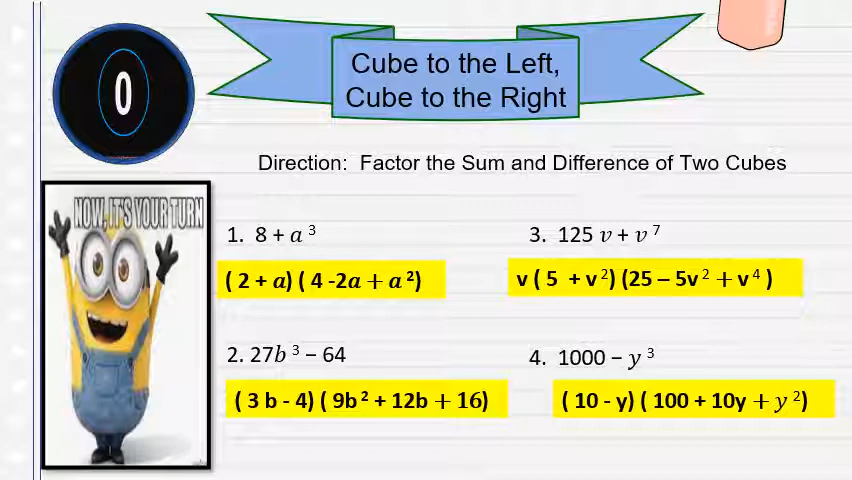 0
Cube to the Left,
Cube to the Right
Direction: Factor the Sum and Difference of Two Cubes
NOW, IT'S YOUR TURN
1. 8 + a³
( 2 + a) ( 4 -2a + a²)
2. 27b³ – 64
( 3 b - 4) ( 9b² + 12b + 16)
3. 125 v + v⁷
v ( 5 + v²) (25 – 5v² + v⁴ )
4. 1000 – y³
( 10 - y) ( 100 + 10y + y²)